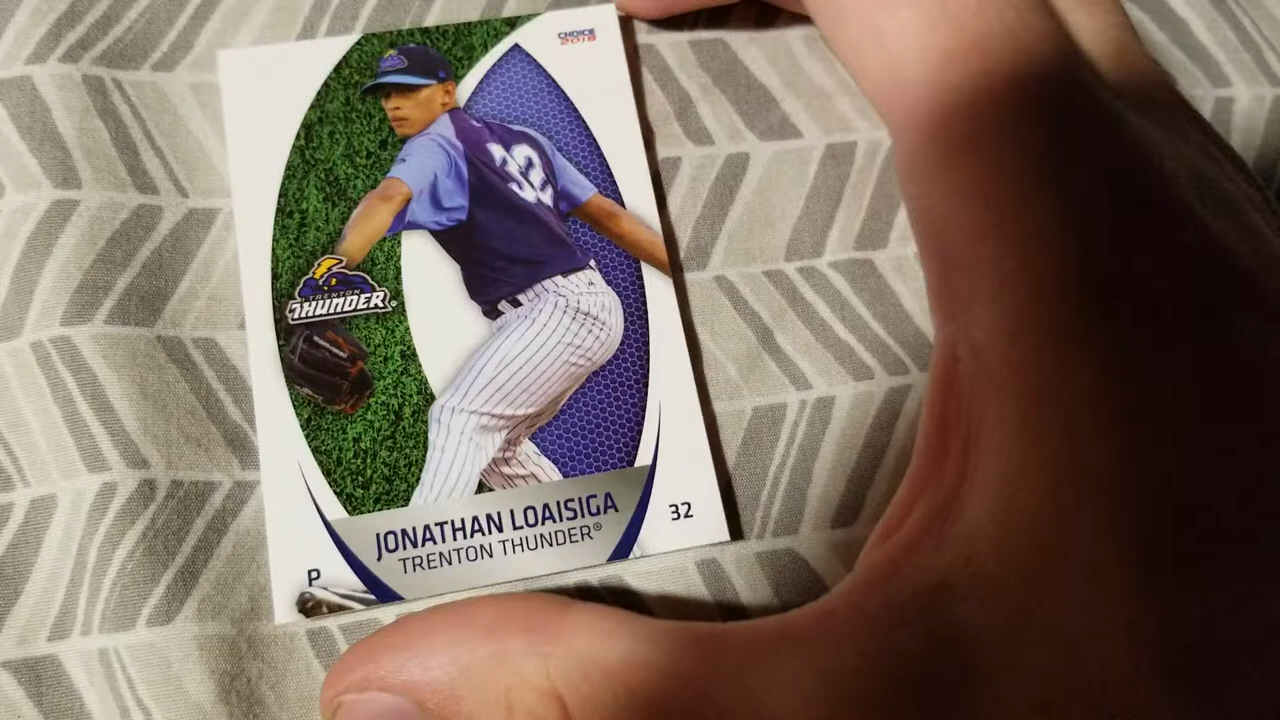 CHOICE
2018
32
TRENTON
THUNDER®
JONATHAN LOAISIGA
TRENTON THUNDER®
32
P